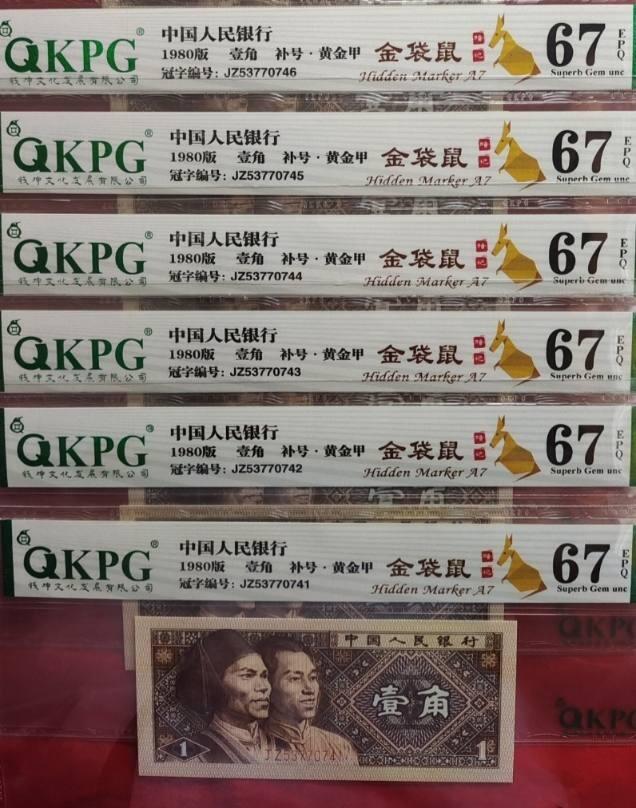 QKPG®
钱坤文化发展有限公司
中国人民银行
1980版 壹角 补号·黄金甲
冠字编号: JZ53770746
金袋鼠
暗记
Hidden Marker A7
67
EPQ
Superb Gem unc
QKPG®
钱坤文化发展有限公司
中国人民银行
1980版 壹角 补号·黄金甲
冠字编号: JZ53770745
金袋鼠
暗记
Hidden Marker A7
67
EPQ
Superb Gem unc
QKPG®
钱坤文化发展有限公司
中国人民银行
1980版 壹角 补号·黄金甲
冠字编号: JZ53770744
金袋鼠
暗记
Hidden Marker A7
67
EPQ
Superb Gem unc
QKPG®
钱坤文化发展有限公司
中国人民银行
1980版 壹角 补号·黄金甲
冠字编号: JZ53770743
金袋鼠
暗记
Hidden Marker A7
67
EPQ
Superb Gem unc
QKPG®
钱坤文化发展有限公司
中国人民银行
1980版 壹角 补号·黄金甲
冠字编号: JZ53770742
金袋鼠
暗记
Hidden Marker A7
67
EPQ
Superb Gem unc
QKPG®
钱坤文化发展有限公司
中国人民银行
1980版 壹角 补号·黄金甲
冠字编号: JZ53770741
金袋鼠
暗记
Hidden Marker A7
67
EPQ
Superb Gem unc
QKPG
中国人民银行
壹角
QKPG
1
JZ53770741
1